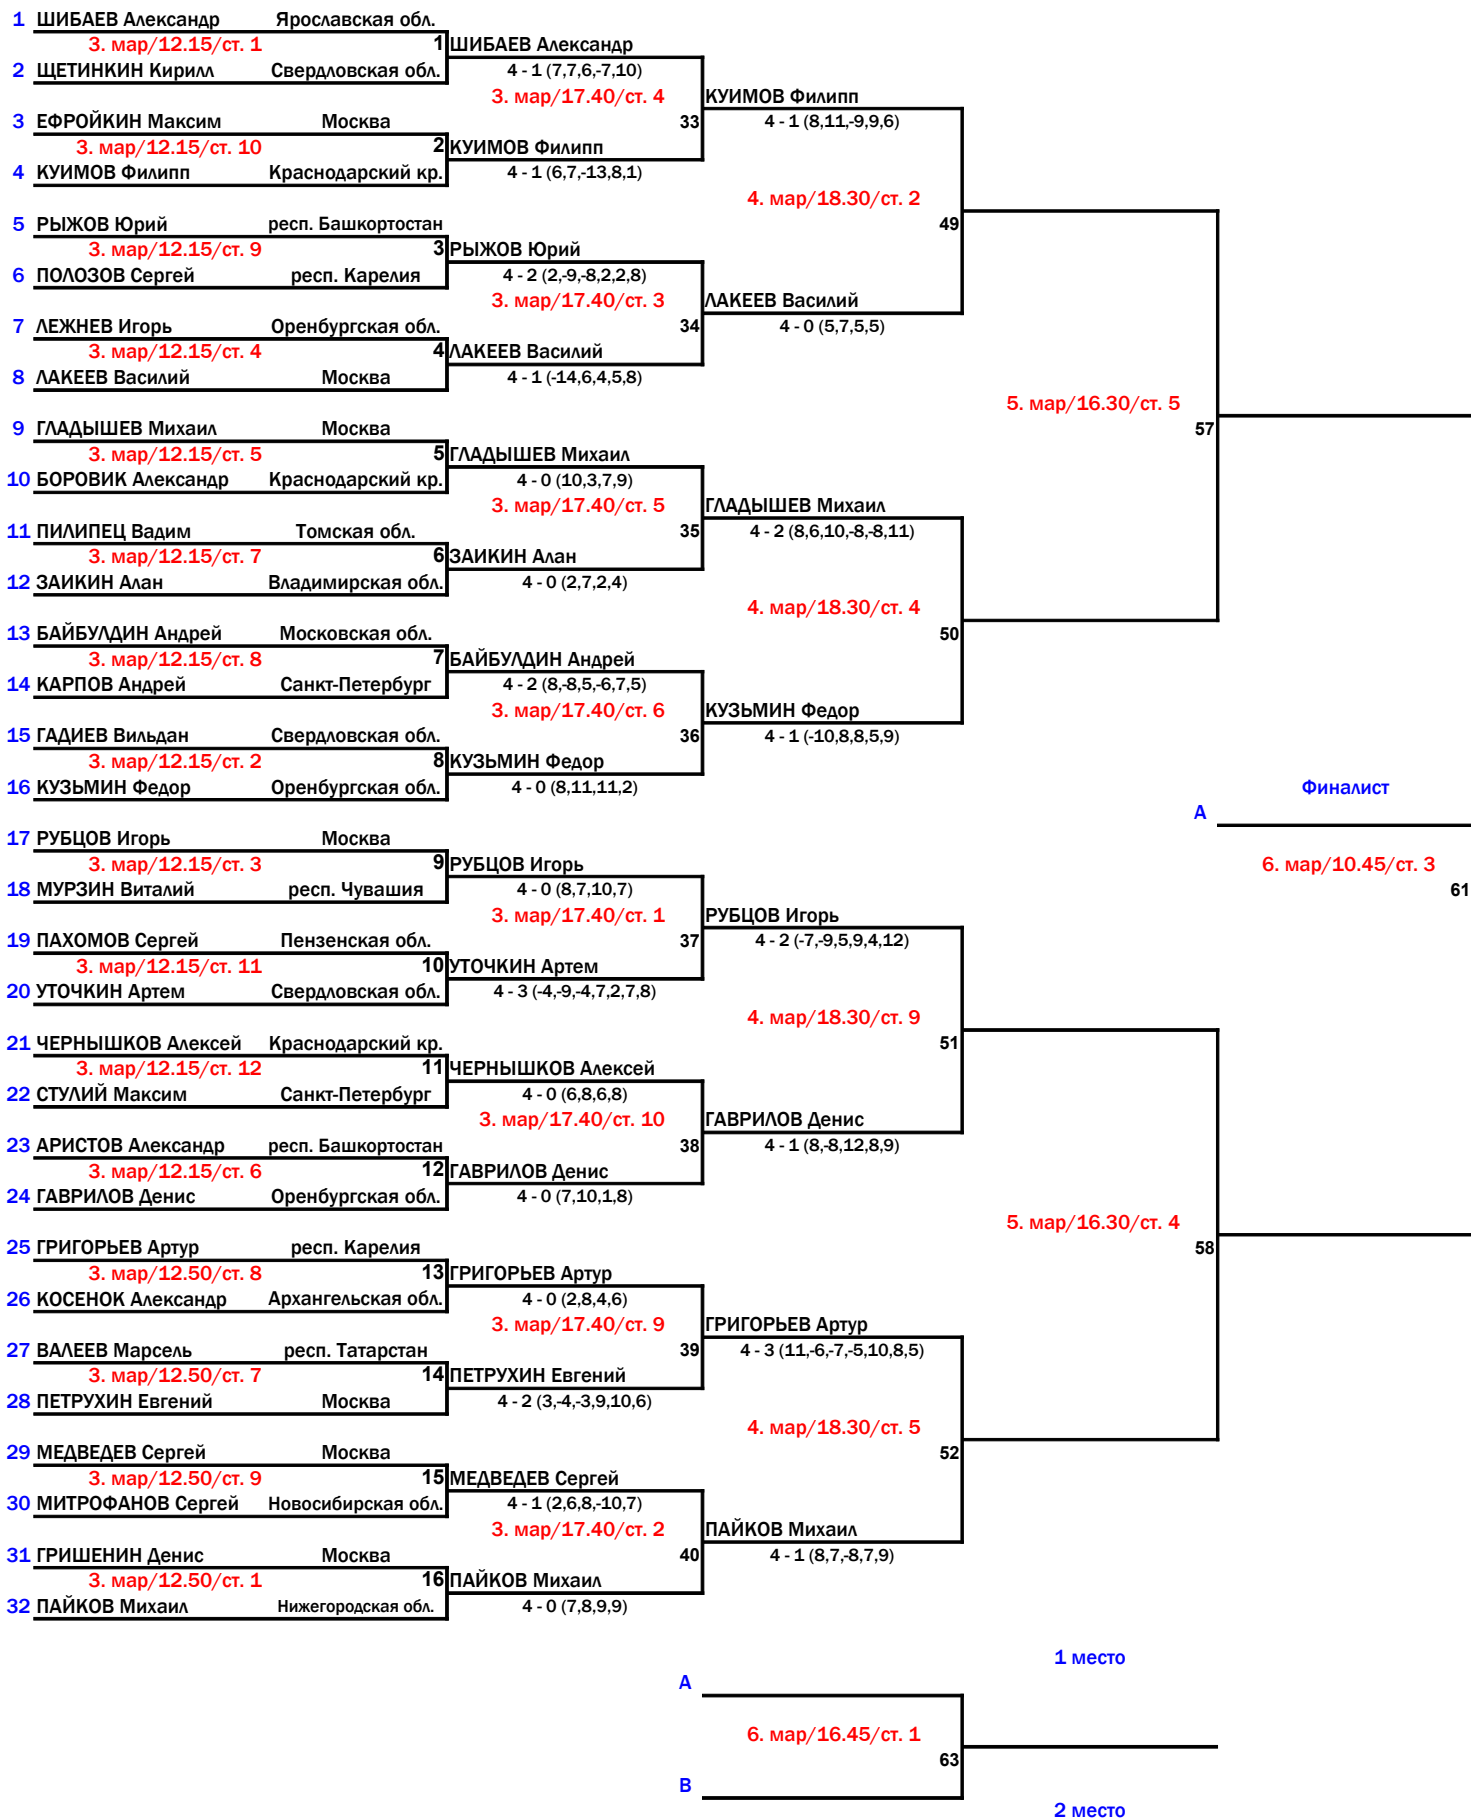 1 ШИБАЕВ Александр Ярославская обл.
3. мар/12.15/ст. 1 1 ШИБАЕВ Александр
2 ЩЕТИНКИН Кирилл Свердловская обл. 4 - 1 (7,7,6,-7,10)
3. мар/17.40/ст. 4 КУИМОВ Филипп
3 ЕФРОЙКИН Максим Москва 33 4 - 1 (8,11,-9,9,6)
3. мар/12.15/ст. 10 2 КУИМОВ Филипп
4 КУИМОВ Филипп Краснодарский кр. 4 - 1 (6,7,-13,8,1)
4. мар/18.30/ст. 2
5 РЫЖОВ Юрий респ. Башкортостан 49
3. мар/12.15/ст. 9 3 РЫЖОВ Юрий
6 ПОЛОЗОВ Сергей респ. Карелия 4 - 2 (2,-9,-8,2,2,8)
3. мар/17.40/ст. 3 ЛАКЕЕВ Василий
7 ЛЕЖНЕВ Игорь Оренбургская обл. 34 4 - 0 (5,7,5,5)
3. мар/12.15/ст. 4 4 ЛАКЕЕВ Василий
8 ЛАКЕЕВ Василий Москва 4 - 1 (-14,6,4,5,8)
5. мар/16.30/ст. 5
9 ГЛАДЫШЕВ Михаил Москва 57
3. мар/12.15/ст. 5 5 ГЛАДЫШЕВ Михаил
10 БОРОВИК Александр Краснодарский кр. 4 - 0 (10,3,7,9)
3. мар/17.40/ст. 5 ГЛАДЫШЕВ Михаил
11 ПИЛИПЕЦ Вадим Томская обл. 35 4 - 2 (8,6,10,-8,-8,11)
3. мар/12.15/ст. 7 6 ЗАИКИН Алан
12 ЗАИКИН Алан Владимирская обл. 4 - 0 (2,7,2,4)
4. мар/18.30/ст. 4
13 БАЙБУЛДИН Андрей Московская обл. 50
3. мар/12.15/ст. 8 7 БАЙБУЛДИН Андрей
14 КАРПОВ Андрей Санкт-Петербург 4 - 2 (8,-8,5,-6,7,5)
3. мар/17.40/ст. 6 КУЗЬМИН Федор
15 ГАДИЕВ Вильдан Свердловская обл. 36 4 - 1 (-10,8,8,5,9)
3. мар/12.15/ст. 2 8 КУЗЬМИН Федор
16 КУЗЬМИН Федор Оренбургская обл. 4 - 0 (8,11,11,2) Финалист
A
17 РУБЦОВ Игорь Москва
3. мар/12.15/ст. 3 9 РУБЦОВ Игорь 6. мар/10.45/ст. 3
18 МУРЗИН Виталий респ. Чувашия 4 - 0 (8,7,10,7) 61
3. мар/17.40/ст. 1 РУБЦОВ Игорь
19 ПАХОМОВ Сергей Пензенская обл. 37 4 - 2 (-7,-9,5,9,4,12)
3. мар/12.15/ст. 11 10 УТОЧКИН Артем
20 УТОЧКИН Артем Свердловская обл. 4 - 3 (-4,-9,-4,7,2,7,8)
4. мар/18.30/ст. 9
21 ЧЕРНЫШКОВ Алексей Краснодарский кр. 51
3. мар/12.15/ст. 12 11 ЧЕРНЫШКОВ Алексей
22 СТУЛИЙ Максим Санкт-Петербург 4 - 0 (6,8,6,8)
3. мар/17.40/ст. 10 ГАВРИЛОВ Денис
23 АРИСТОВ Александр респ. Башкортостан 38 4 - 1 (8,-8,12,8,9)
3. мар/12.15/ст. 6 12 ГАВРИЛОВ Денис
24 ГАВРИЛОВ Денис Оренбургская обл. 4 - 0 (7,10,1,8)
5. мар/16.30/ст. 4
25 ГРИГОРЬЕВ Артур респ. Карелия 58
3. мар/12.50/ст. 8 13 ГРИГОРЬЕВ Артур
26 КОСЕНОК Александр Архангельская обл. 4 - 0 (2,8,4,6)
3. мар/17.40/ст. 9 ГРИГОРЬЕВ Артур
27 ВАЛЕЕВ Марсель респ. Татарстан 39 4 - 3 (11,-6,-7,-5,10,8,5)
3. мар/12.50/ст. 7 14 ПЕТРУХИН Евгений
28 ПЕТРУХИН Евгений Москва 4 - 2 (3,-4,-3,9,10,6)
4. мар/18.30/ст. 5
29 МЕДВЕДЕВ Сергей Москва 52
3. мар/12.50/ст. 9 15 МЕДВЕДЕВ Сергей
30 МИТРОФАНОВ Сергей Новосибирская обл. 4 - 1 (2,6,8,-10,7)
3. мар/17.40/ст. 2 ПАЙКОВ Михаил
31 ГРИШЕНИН Денис Москва 40 4 - 1 (8,7,-8,7,9)
3. мар/12.50/ст. 1 16 ПАЙКОВ Михаил
32 ПАЙКОВ Михаил Нижегородская обл. 4 - 0 (7,8,9,9)
1 место
A
6. мар/16.45/ст. 1
63
B
2 место